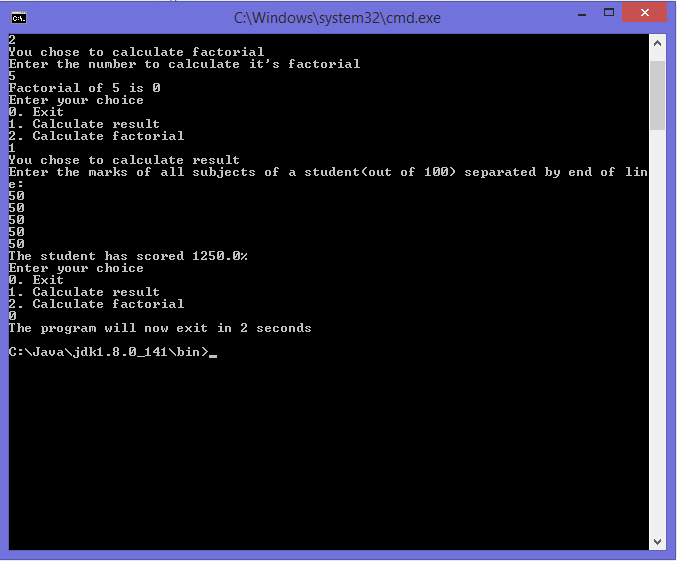 C:\Windows\system32\cmd.exe
2
You chose to calculate factorial
Enter the number to calculate it's factorial
5
Factorial of 5 is 0
Enter your choice
0. Exit
1. Calculate result
2. Calculate factorial
1
You chose to calculate result
Enter the marks of all subjects of a student(out of 100) separated by end of lin
e:
50
50
50
50
50
The student has scored 1250.0%
Enter your choice
0. Exit
1. Calculate result
2. Calculate factorial
0
The program will now exit in 2 seconds
C:\Java\jdk1.8.0_141\bin>_